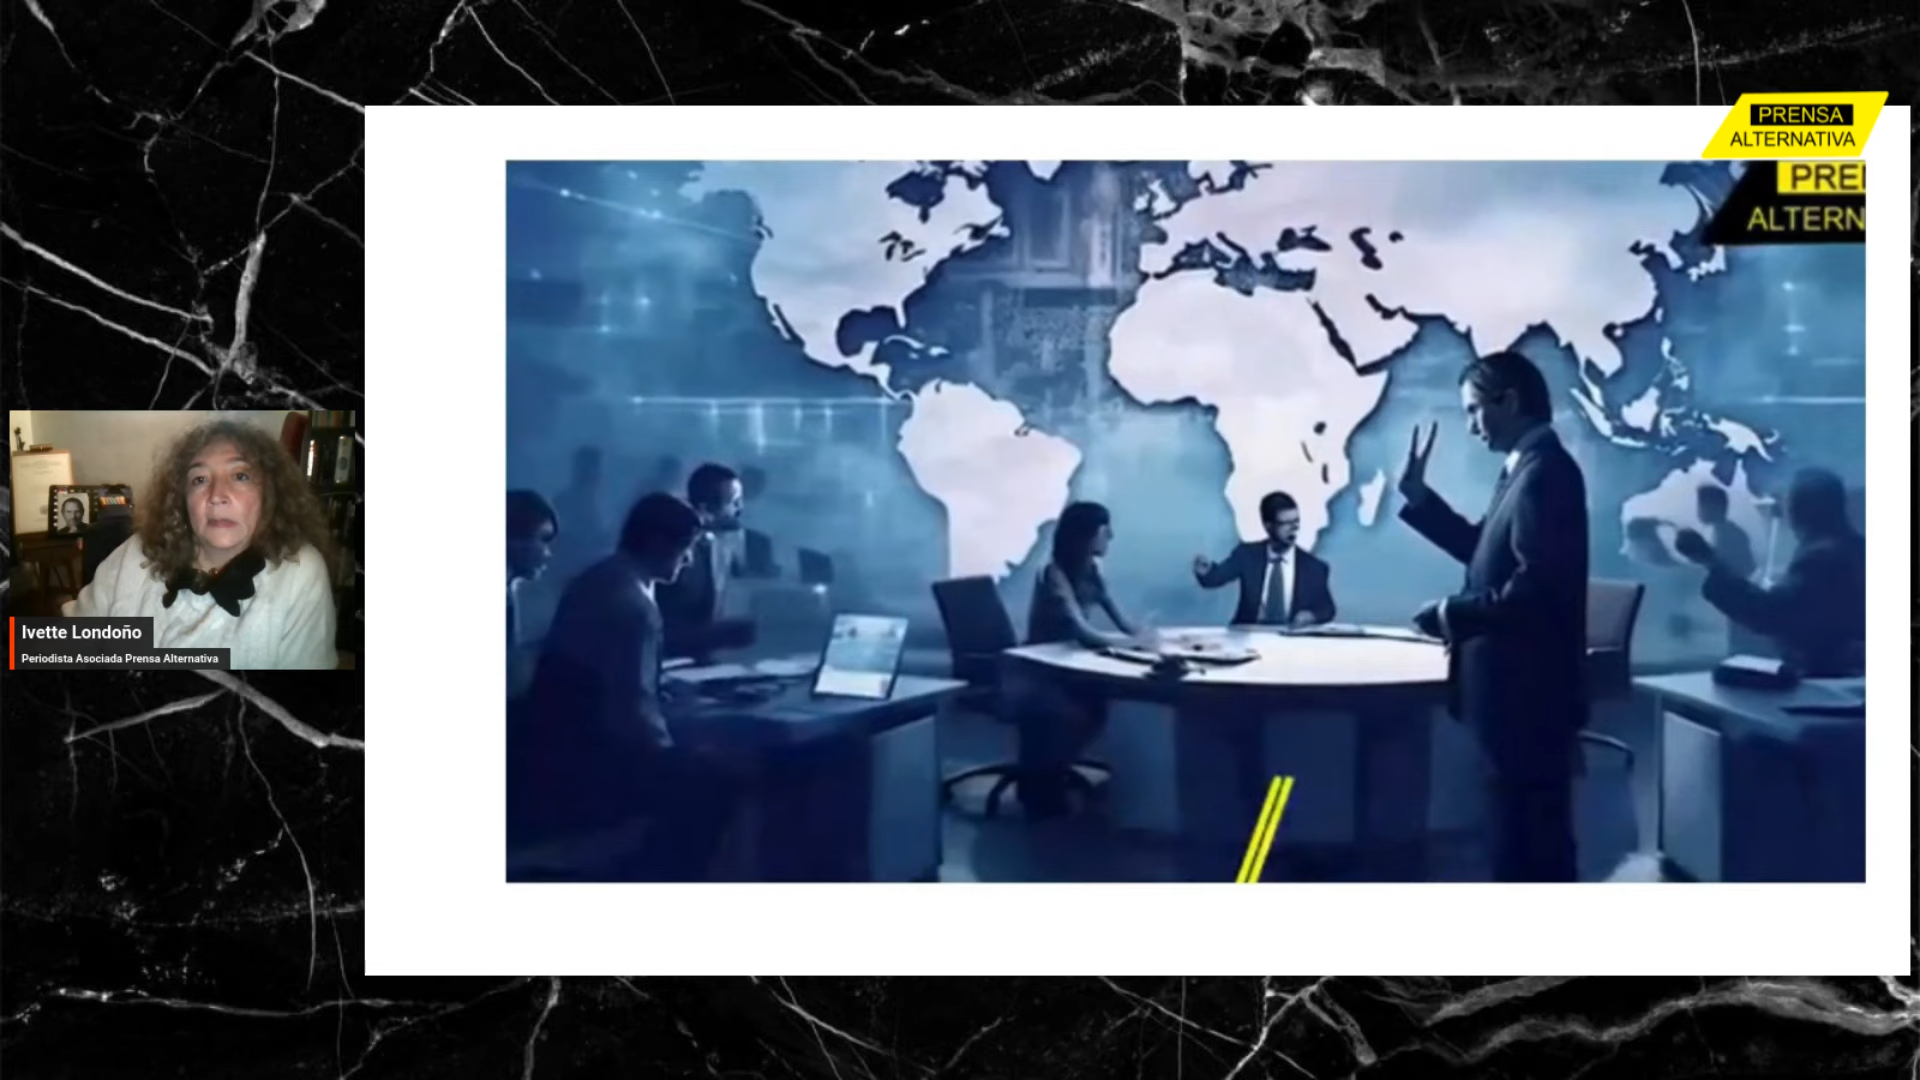 PRENSA
ALTERNATIVA
PRE
ALTERN
Ivette Londoño
Periodista Asociada Prensa Alternativa